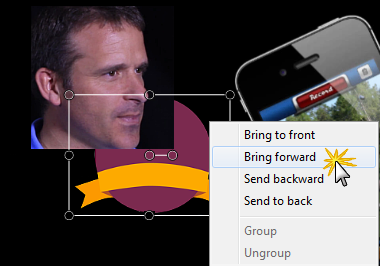 Record
Bring to front
Bring forward
Send backward
Send to back
Group
Ungroup